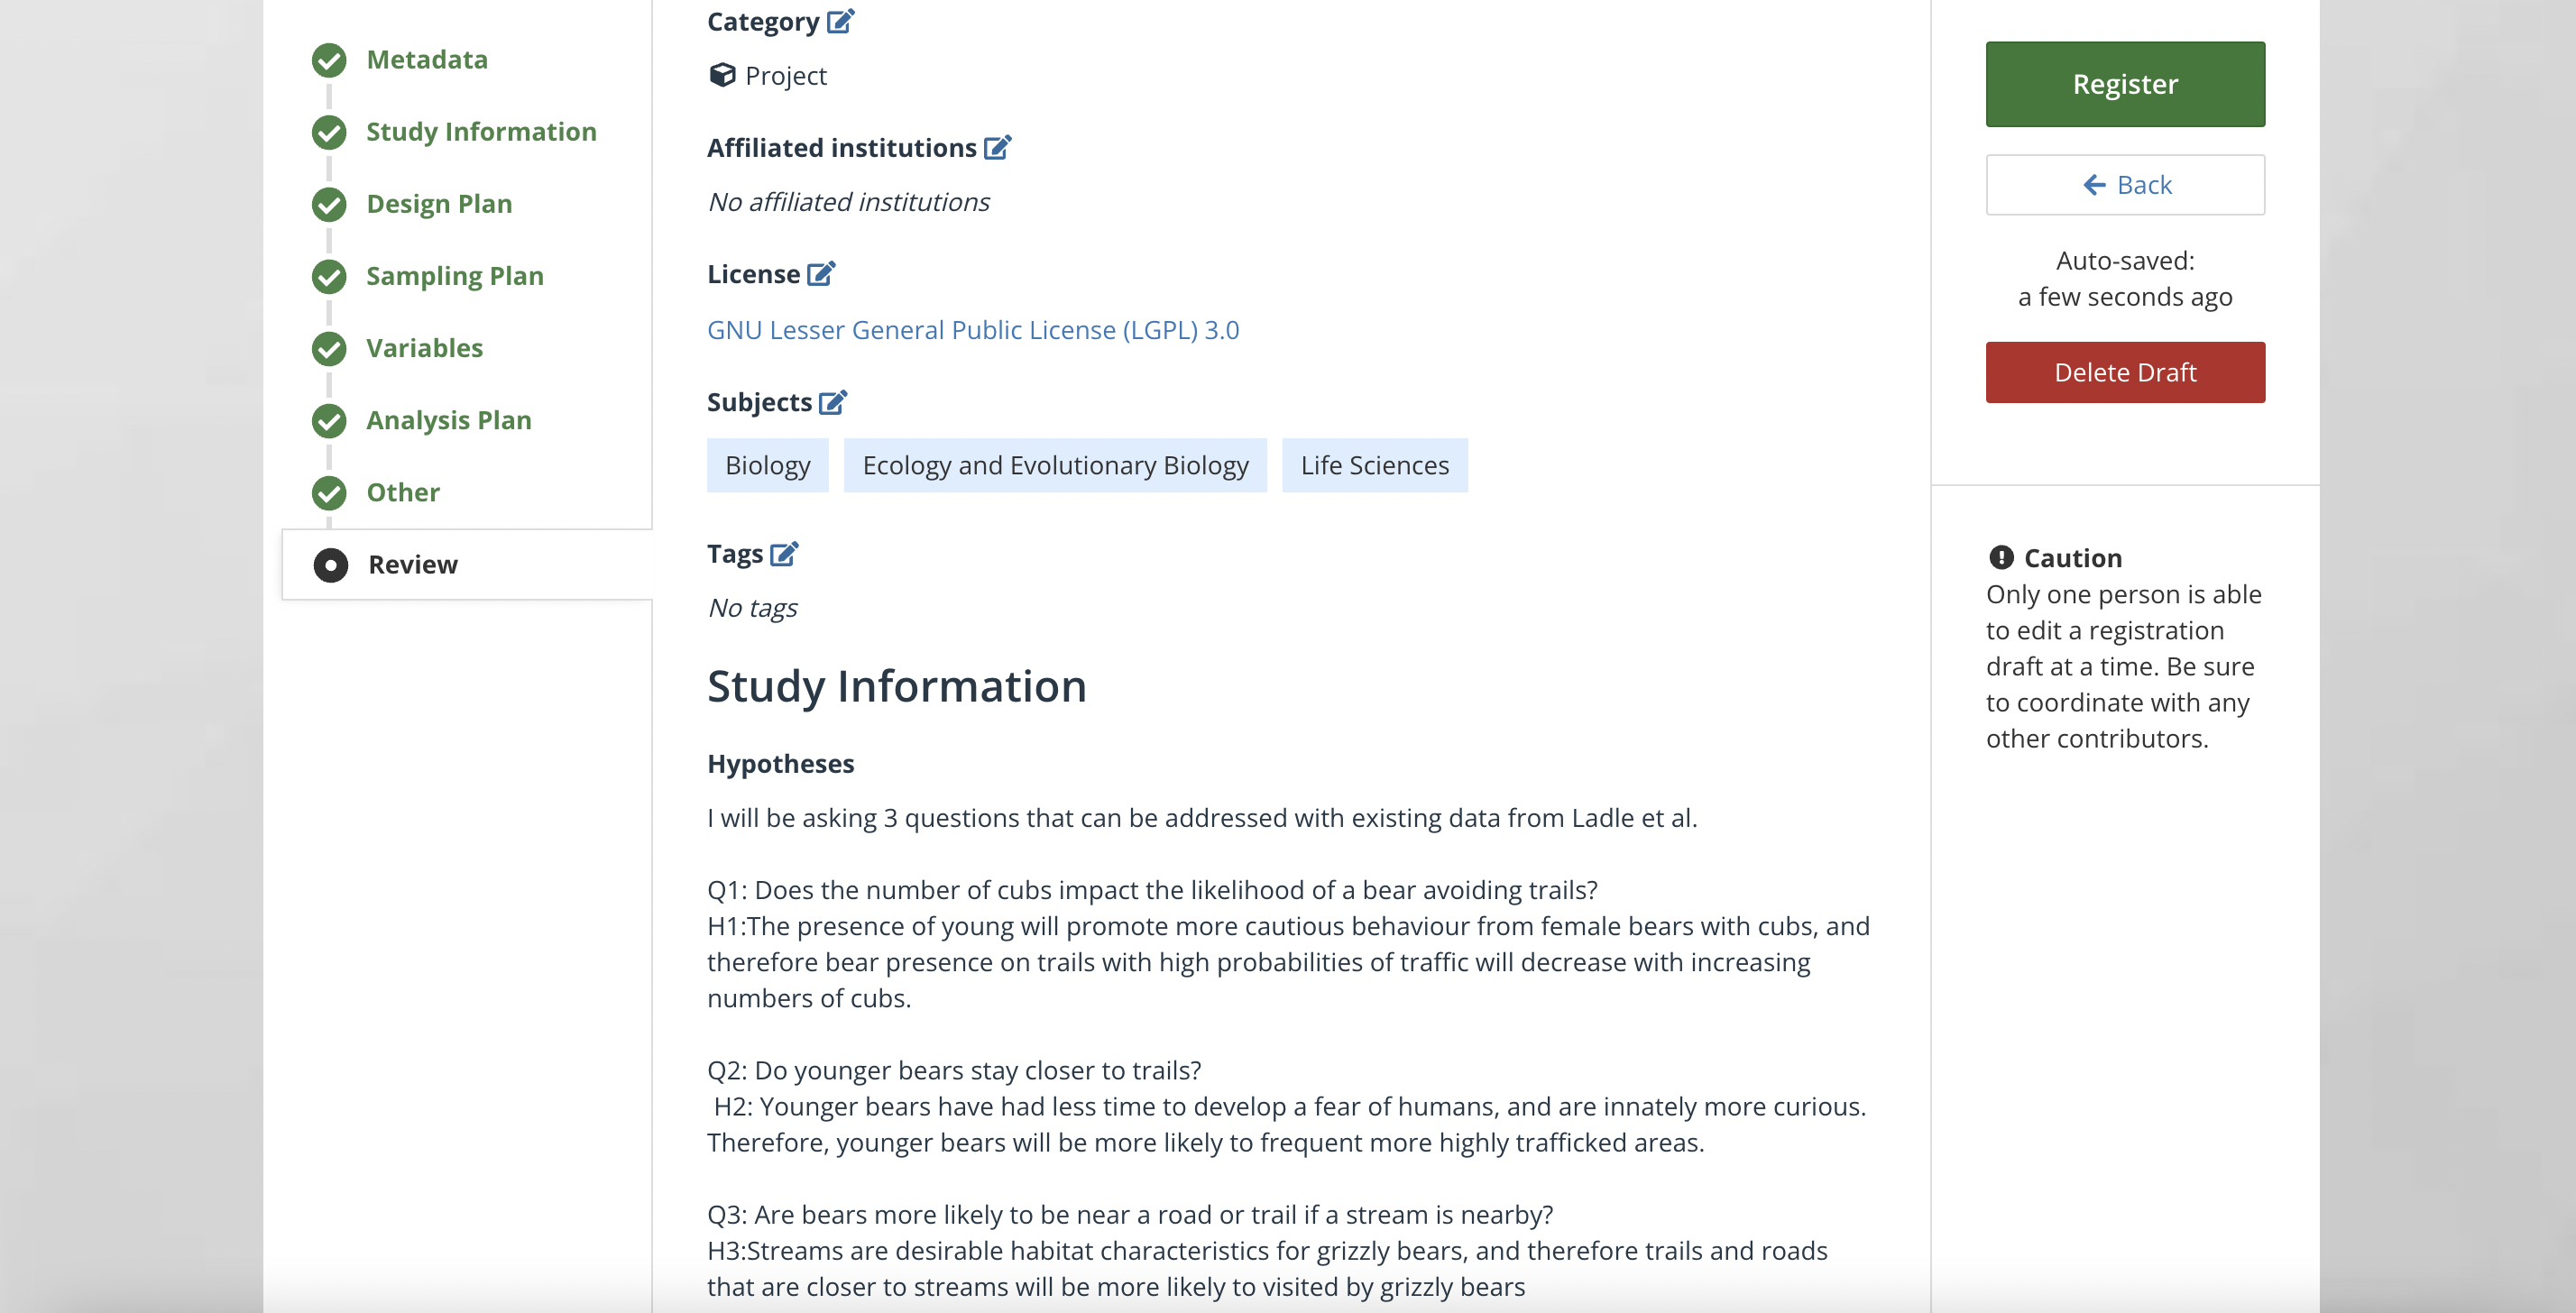 Metadata
Study Information
Design Plan
Sampling Plan
Variables
Analysis Plan
Other
Review
Category
Project
Affiliated institutions
No affiliated institutions
License
GNU Lesser General Public License (LGPL) 3.0
Subjects
Biology Ecology and Evolutionary Biology Life Sciences
Tags
No tags
Study Information
Hypotheses
I will be asking 3 questions that can be addressed with existing data from Ladle et al.
Q1: Does the number of cubs impact the likelihood of a bear avoiding trails?
H1:The presence of young will promote more cautious behaviour from female bears with cubs, and
therefore bear presence on trails with high probabilities of traffic will decrease with increasing
numbers of cubs.
Q2: Do younger bears stay closer to trails?
H2: Younger bears have had less time to develop a fear of humans, and are innately more curious.
Therefore, younger bears will be more likely to frequent more highly trafficked areas.
Q3: Are bears more likely to be near a road or trail if a stream is nearby?
H3:Streams are desirable habitat characteristics for grizzly bears, and therefore trails and roads
that are closer to streams will be more likely to visited by grizzly bears
Register
Back
Auto-saved:
a few seconds ago
Delete Draft
Caution
Only one person is able
to edit a registration
draft at a time. Be sure
to coordinate with any
other contributors.